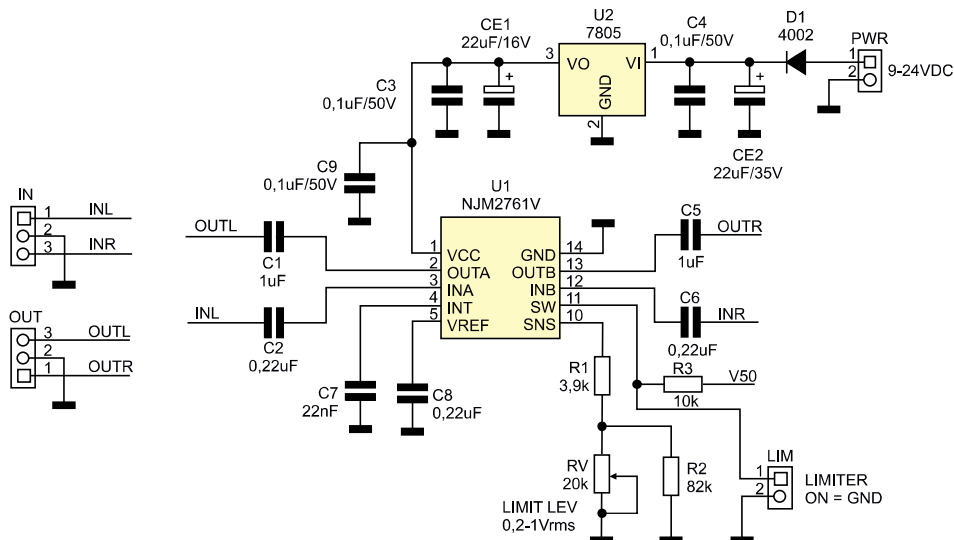 CE1
22uF/16V
U2
7805
C4
0,1uF/50V
D1
4002
PWR
1
2
9-24VDC
3
VO
VI
1
GND
2
+
+
C3
0,1uF/50V
CE2
22uF/35V
C9
0,1uF/50V
IN
1
INL
2
3
INR
OUT
3
OUTL
2
1
OUTR
U1
NJM2761V
1
VCC
2
OUTA
3
INA
4
INT
5
VREF
GND
14
OUTB
13
INB
12
SW
11
SNS
10
OUTL
C1
1uF
INL
C2
0,22uF
C7
22nF
C8
0,22uF
C5
OUTR
1uF
C6
INR
0,22uF
R1
3,9k
R3
V50
10k
RV
20k
R2
82k
LIMIT LEV
0,2-1Vrms
LIM
1
2
LIMITER
ON = GND